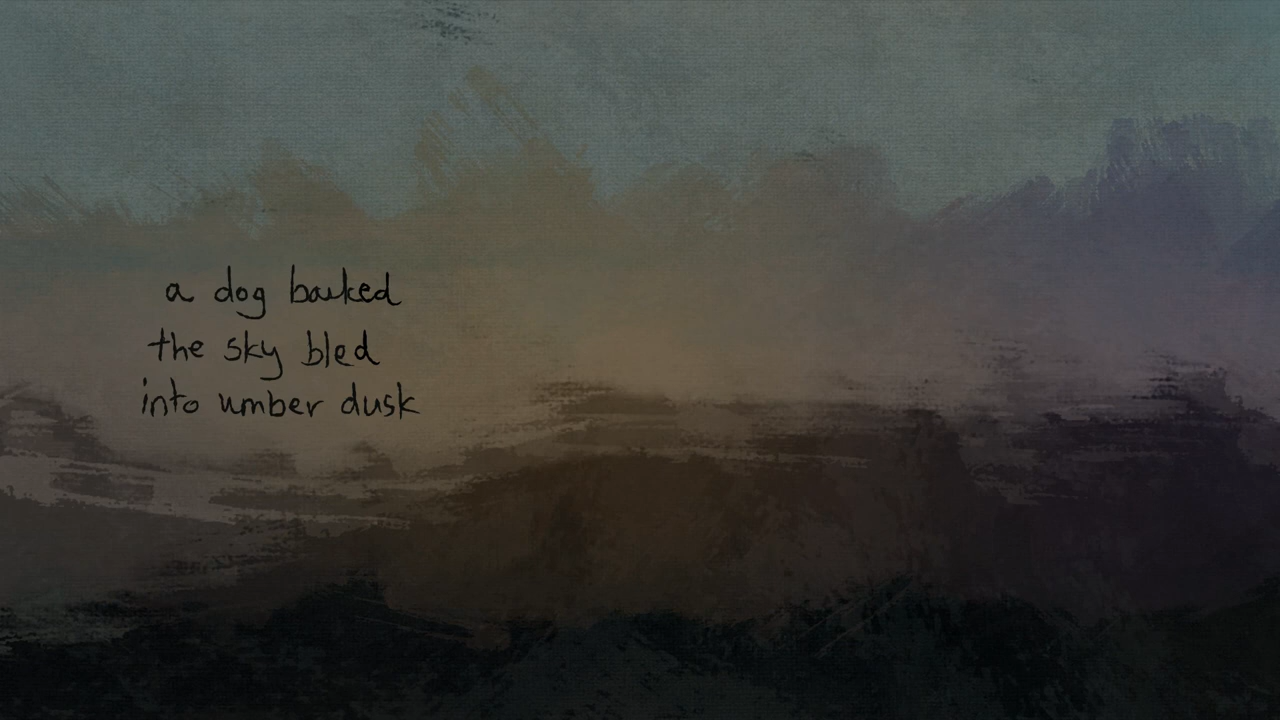 a dog barked
the sky bled
into umber dusk